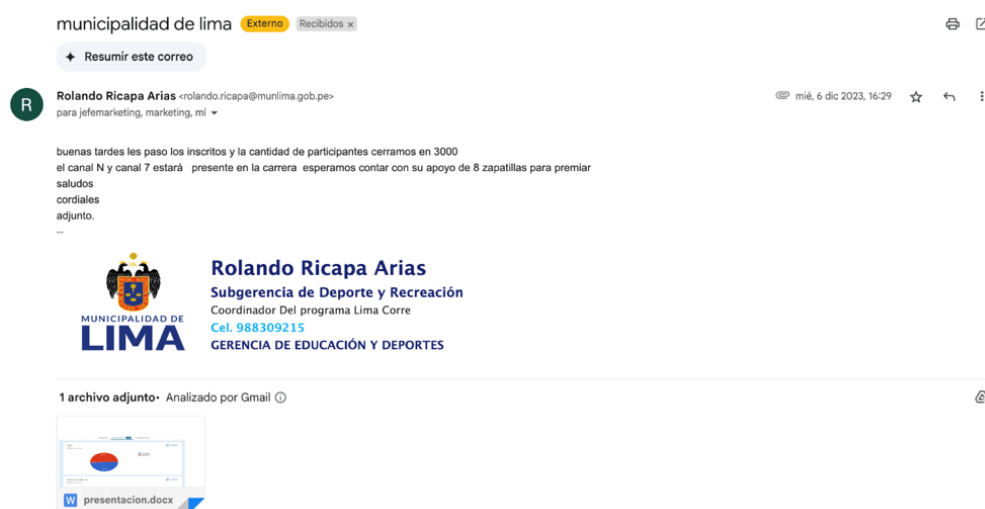 municipalidad de lima Externo Recibidos x
Resumir este correo
R
Rolando Ricapa Arias <rolando.ricapa@munlima.gob.pe> mié, 6 dic 2023, 16:29
para jefemarketing, marketing, mí
buenas tardes les paso los inscritos y la cantidad de participantes cerramos en 3000
el canal N y canal 7 estará presente en la carrera esperamos contar con su apoyo de 8 zapatillas para premiar
saludos
cordiales
adjunto.
--
Rolando Ricapa Arias
Subgerencia de Deporte y Recreación
Coordinador Del programa Lima Corre
Cel. 988309215
GERENCIA DE EDUCACIÓN Y DEPORTES
MUNICIPALIDAD DE
LIMA
1 archivo adjunto • Analizado por Gmail
W presentacion.docx